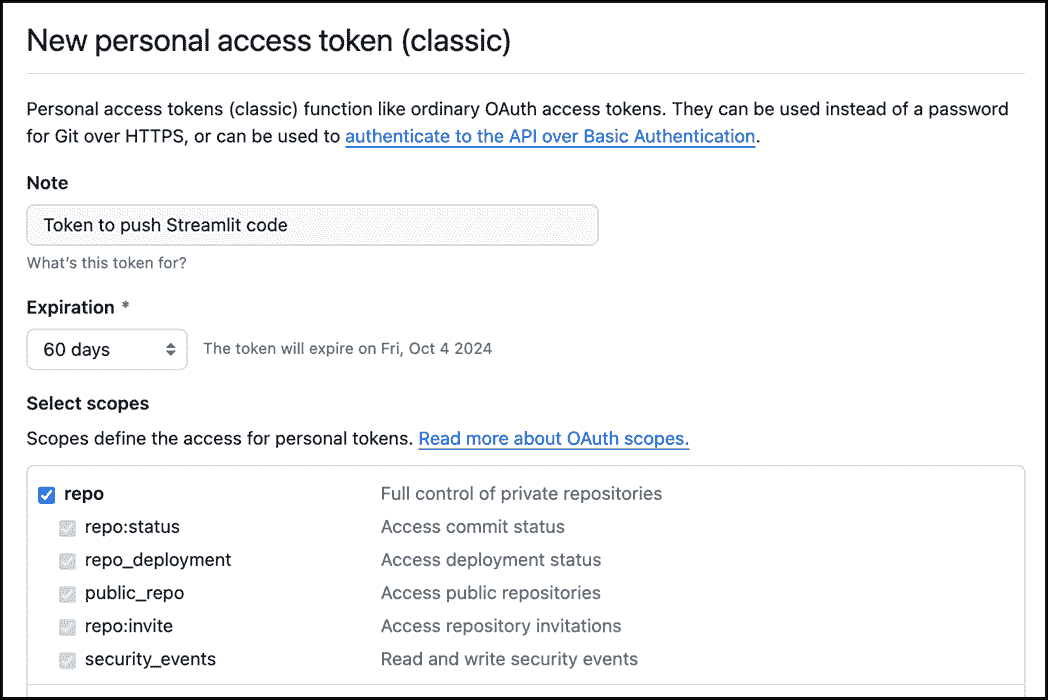 New personal access token (classic)
Personal access tokens (classic) function like ordinary OAuth access tokens. They can be used instead of a password
for Git over HTTPS, or can be used to authenticate to the API over Basic Authentication.
Note
Token to push Streamlit code
What's this token for?
Expiration *
60 days The token will expire on Fri, Oct 4 2024
Select scopes
Scopes define the access for personal tokens. Read more about OAuth scopes.
repo Full control of private repositories
repo:status Access commit status
repo_deployment Access deployment status
public_repo Access public repositories
repo:invite Access repository invitations
security_events Read and write security events